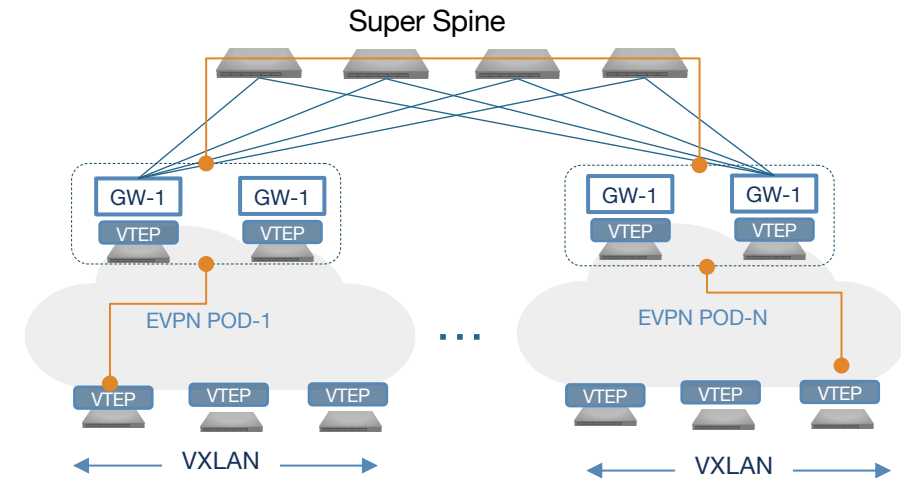 Super Spine
GW-1
GW-1
GW-1
GW-1
VTEP
VTEP
VTEP
VTEP
EVPN POD-1
EVPN POD-N
...
VTEP
VTEP
VTEP
VTEP
VTEP
VTEP
VXLAN
VXLAN